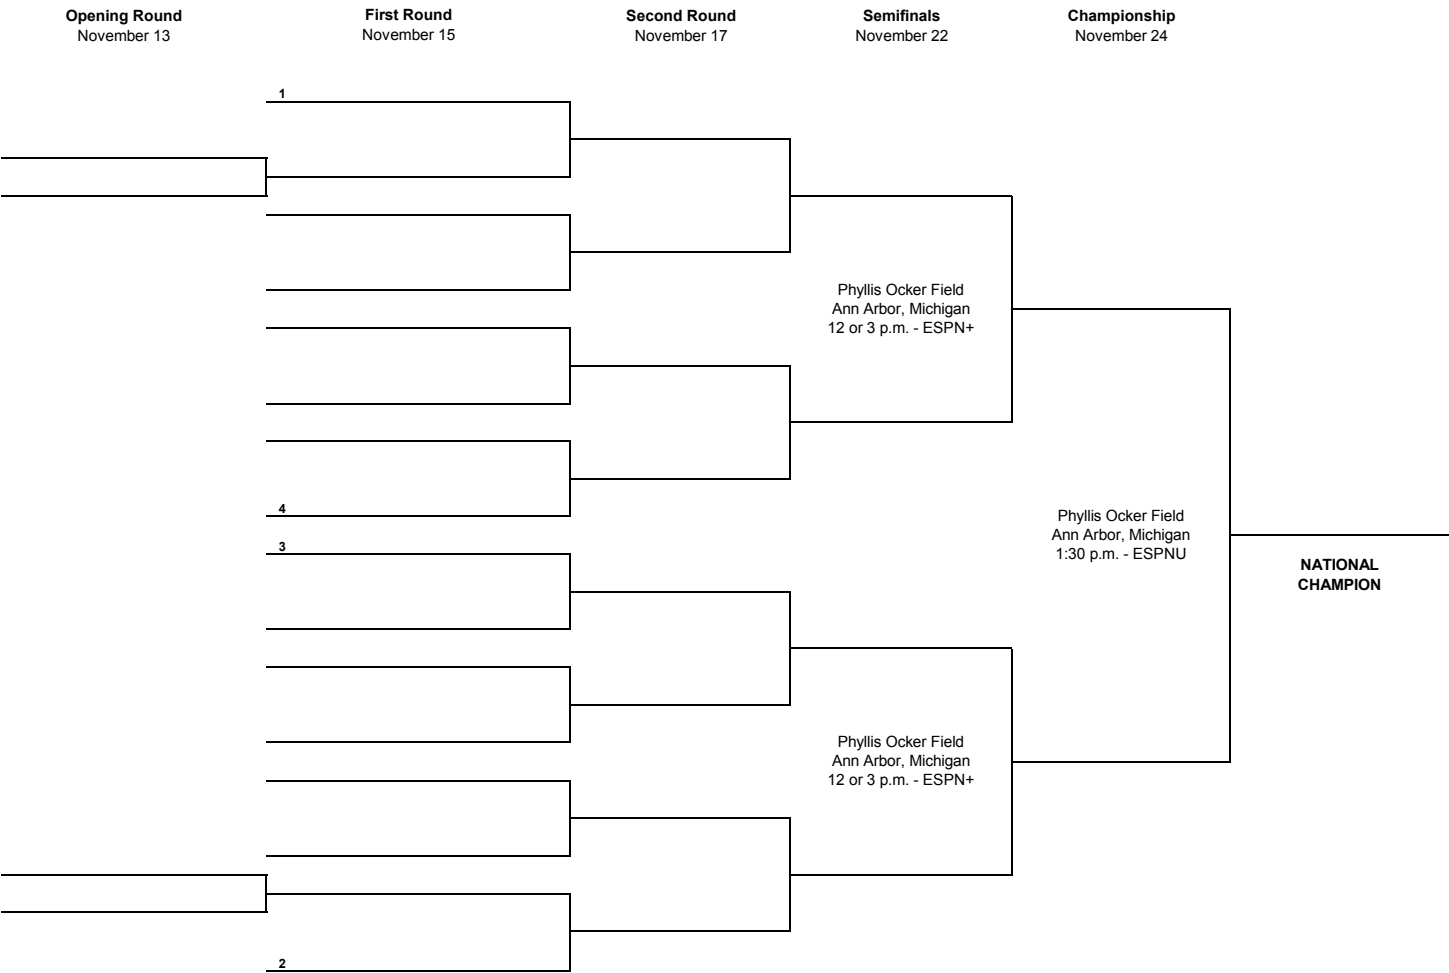 Opening Round
November 13
First Round
November 15
Second Round
November 17
Semifinals
November 22
Championship
November 24
1
Phyllis Ocker Field
Ann Arbor, Michigan
12 or 3 p.m. - ESPN+
4
3
Phyllis Ocker Field
Ann Arbor, Michigan
1:30 p.m. - ESPNU
NATIONAL
CHAMPION
Phyllis Ocker Field
Ann Arbor, Michigan
12 or 3 p.m. - ESPN+
2